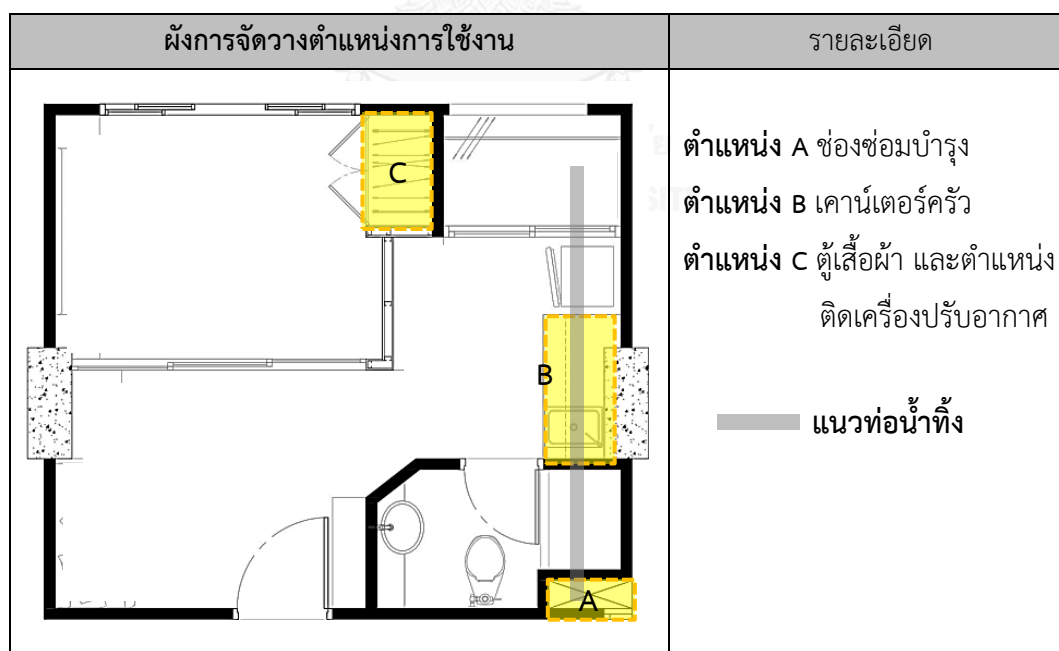 ผังการจัดวางตำแหน่งการใช้งาน
รายละเอียด
C
B
A
ตำแหน่ง A ช่องซ่อมบำรุง
ตำแหน่ง B เคาน์เตอร์ครัว
ตำแหน่ง C ตู้เสื้อผ้า และตำแหน่ง
ติดเครื่องปรับอากาศ
แนวท่อน้ำทิ้ง